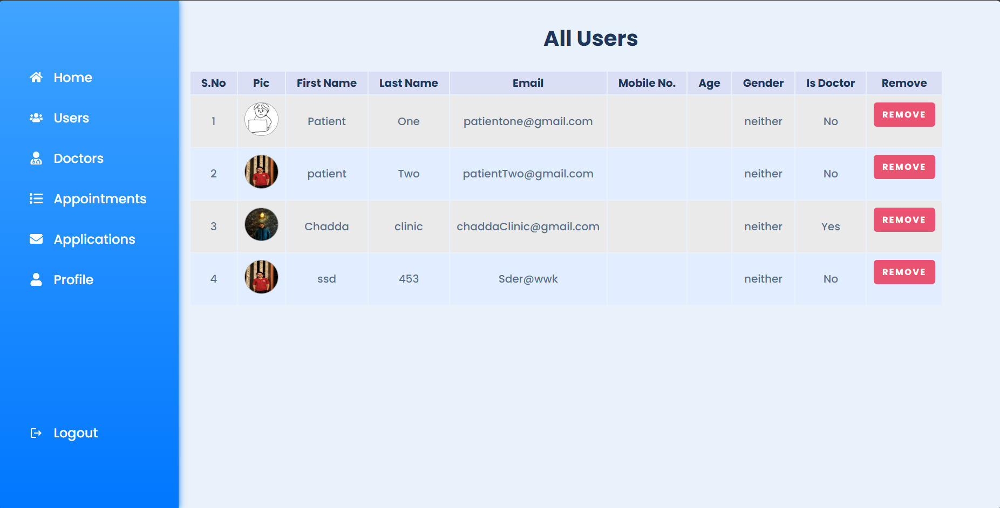 Home
Users
Doctors
Appointments
Applications
Profile
Logout
All Users
S.No Pic First Name Last Name Email Mobile No. Age Gender Is Doctor Remove
1 Patient One patientone@gmail.com neither No REMOVE
2 patient Two patientTwo@gmail.com neither No REMOVE
3 Chadda clinic chaddaClinic@gmail.com neither Yes REMOVE
4 ssd 453 Sder@wwk neither No REMOVE